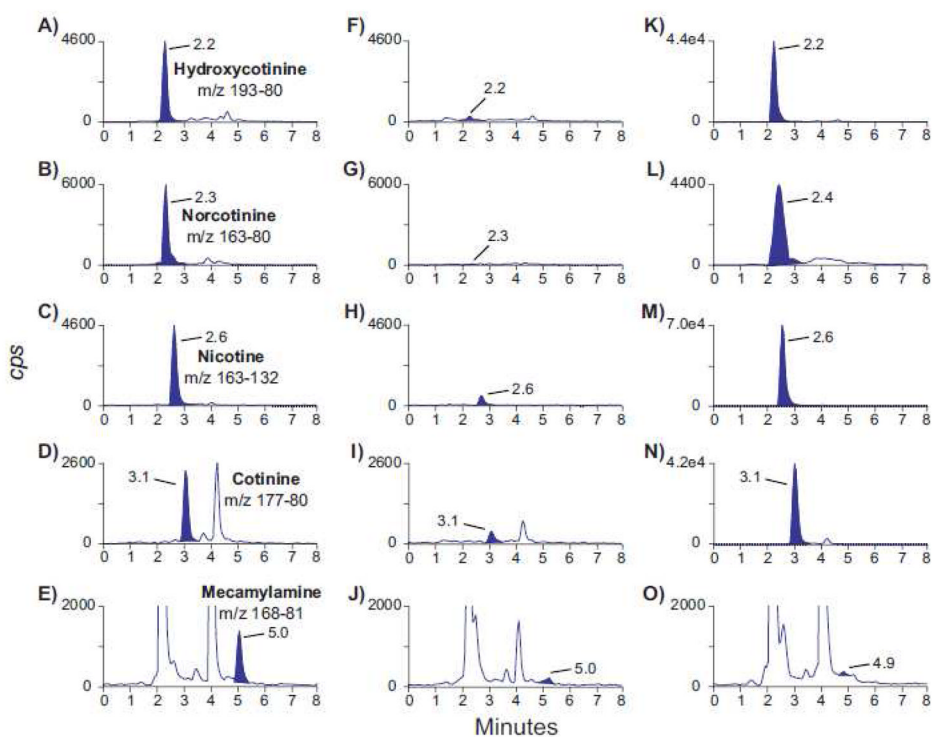 A) 4600 2.2 F) 4600 K) 4.4e4 2.2
Hydroxycotinine
m/z 193-80 2.2
0 0 0
0 1 2 3 4 5 6 7 8 0 1 2 3 4 5 6 7 8 0 1 2 3 4 5 6 7 8
B) 6000 G) 6000 L) 4400
2.3 2.4
Norcotinine
m/z 163-80 2.3
0 0 0
0 1 2 3 4 5 6 7 8 0 1 2 3 4 5 6 7 8 0 1 2 3 4 5 6 7 8
C) 4600 H) 4600 M) 7.0e4
2.6 2.6
Nicotine
m/z 163-132 2.6
cps
0 0 0
0 1 2 3 4 5 6 7 8 0 1 2 3 4 5 6 7 8 0 1 2 3 4 5 6 7 8
D) 2600 I) 2600 N) 4.2e4
3.1 Cotinine 3.1
m/z 177-80
3.1
0 0 0
0 1 2 3 4 5 6 7 8 0 1 2 3 4 5 6 7 8 0 1 2 3 4 5 6 7 8
E) 2000 Mecamylamine J) 2000 O) 2000
m/z 168-81
5.0
5.0 4.9
0 0 0
0 1 2 3 4 5 6 7 8 0 1 2 3 4 5 6 7 8 0 1 2 3 4 5 6 7 8
Minutes